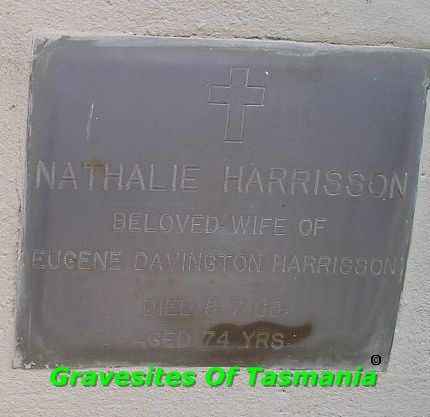 NATHALIE HARRISSON
BELOVED WIFE OF
EUGENE DAVINGTON HARRISSON
DIED
AGED 74 YRS.
©
Gravesites Of Tasmania